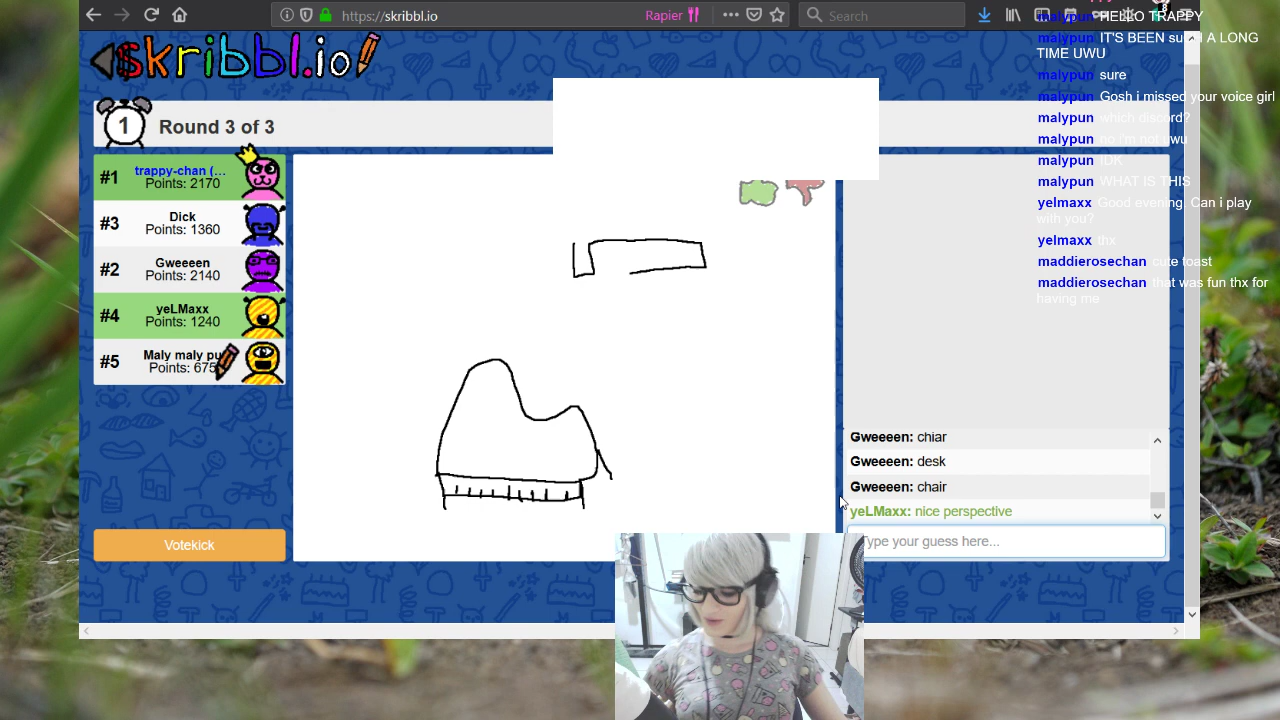 https://skribbl.io
Rapier
Search
skribbl.io
1
Round 3 of 3
#1
trappy-chan (...
Points: 2170
#3
Dick
Points: 1360
#2
Gweeeen
Points: 2140
#4
yeLMaxx
Points: 1240
#5
Maly maly pu
Points: 675
Votekick
malypun HELLO TRAPPY
malypun IT'S BEEN A LONG
TIME UWU
malypun sure
malypun Gosh i missed your voice girl
malypun which discord?
malypun no i'm not uwu
malypun IDK
malypun WHAT IS THIS
yelmaxx Good evening. Can i play
with you?
yelmaxx thx
maddierosechan cute toast
maddierosechan that was fun thx for
having me
Gweeeen: chiar
Gweeeen: desk
Gweeeen: chair
yeLMaxx: nice perspective
Type your guess here...